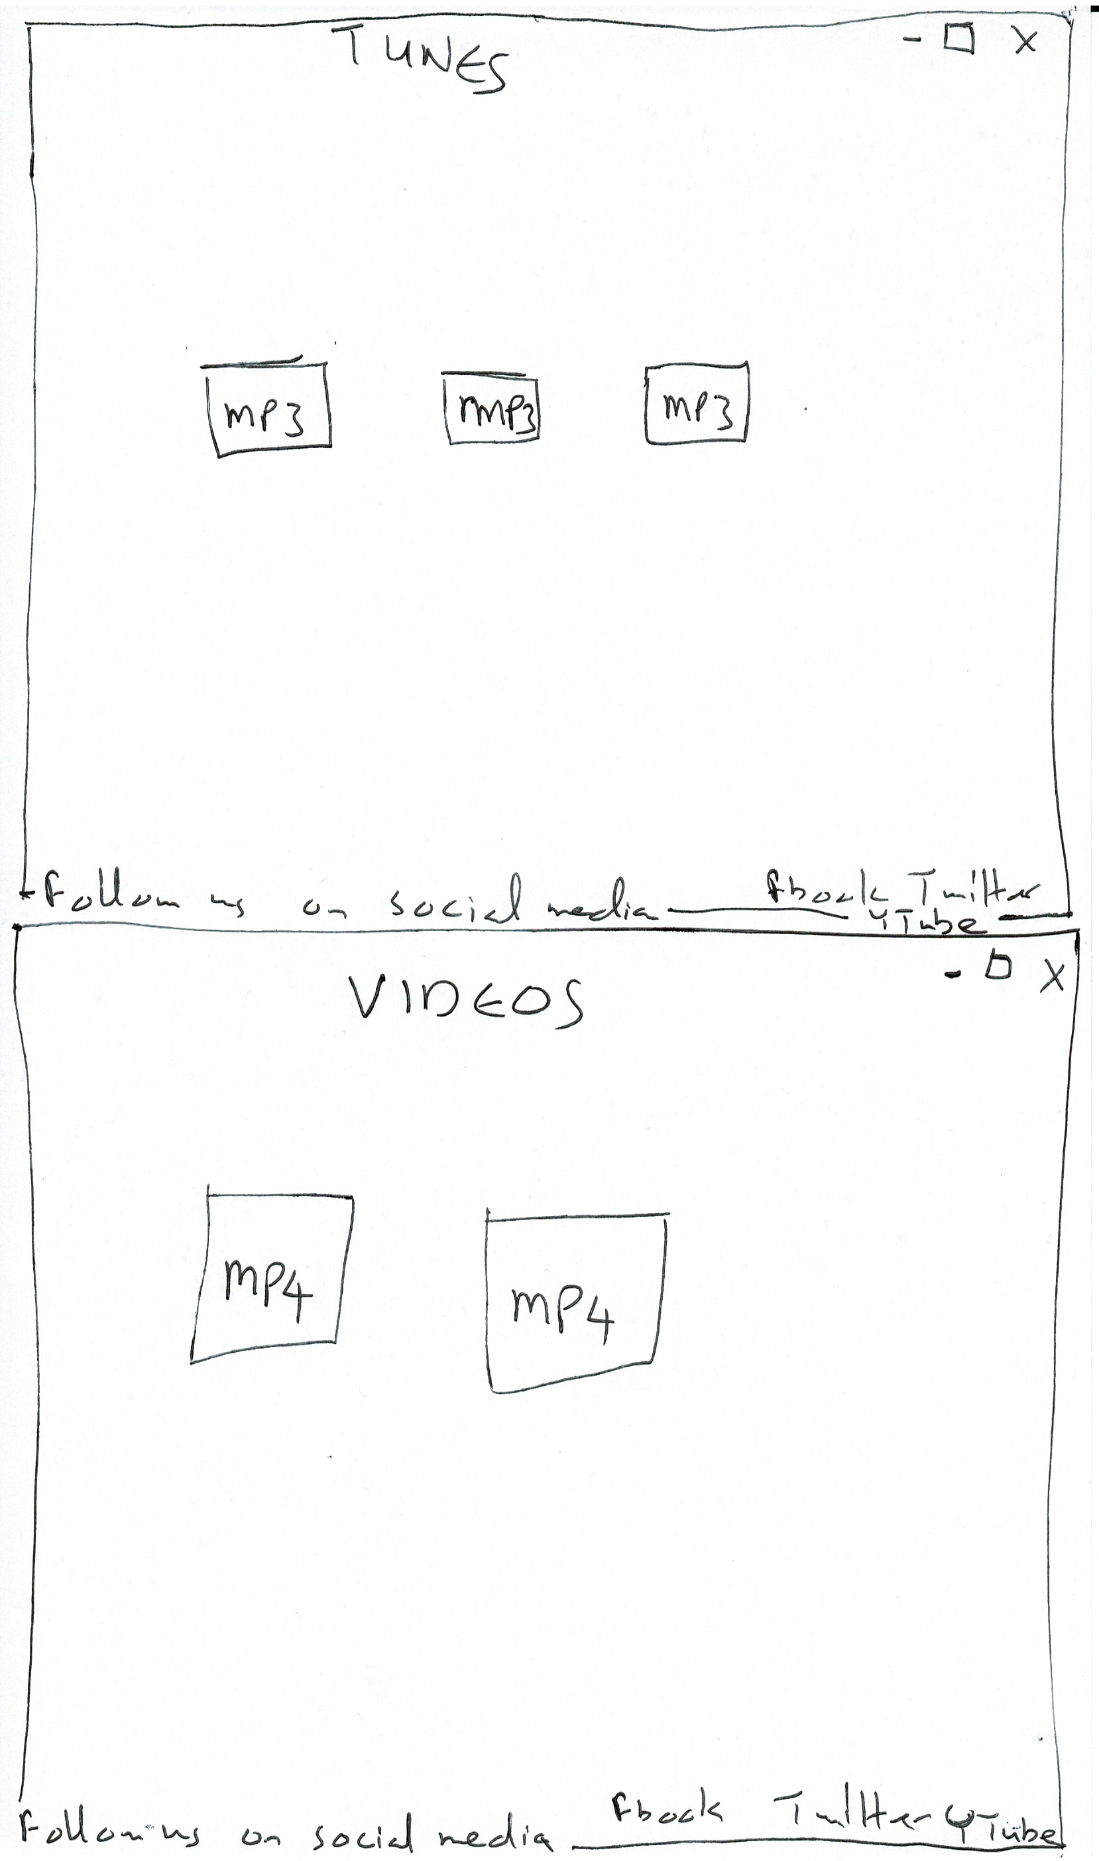 TUNES - □ X
mp3 mp3 mp3
Follow us on social media Fbook Twitter
YTube
VIDEOS - □ X
MP4 MP4
Follow us on social media Fbook Twitter YTube